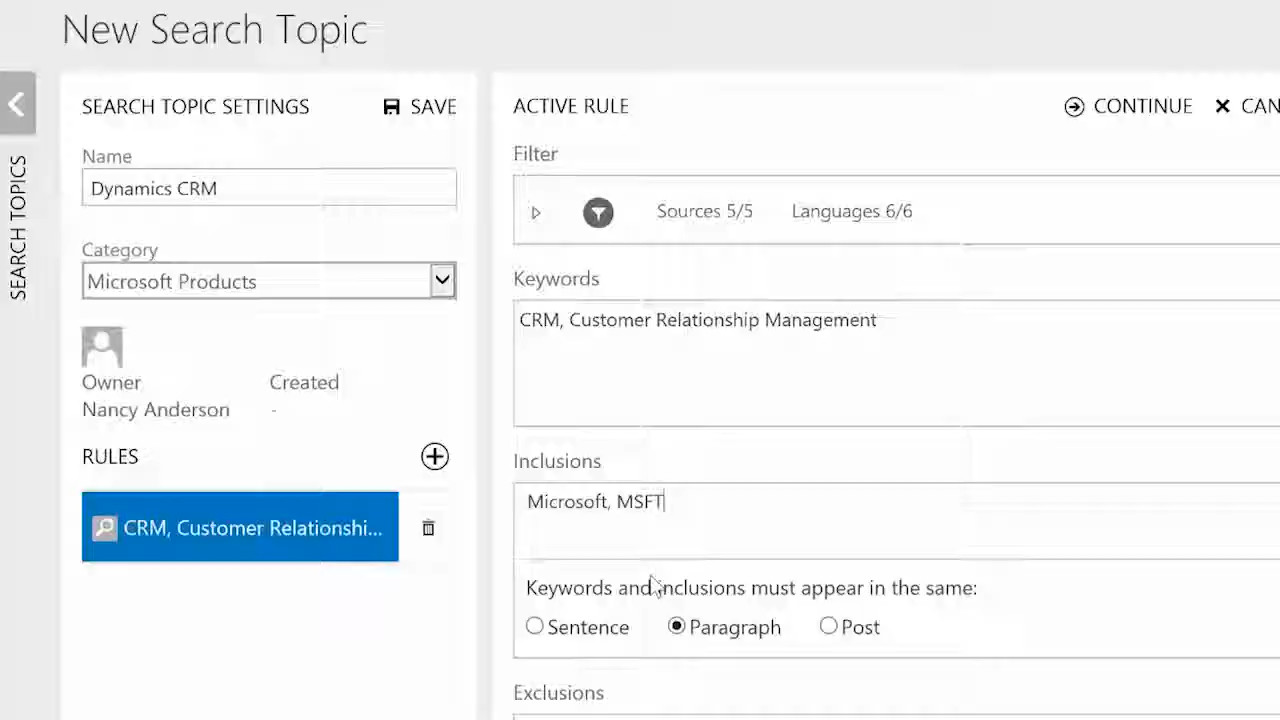 New Search Topic
SEARCH TOPICS
SEARCH TOPIC SETTINGS
SAVE
Name
Dynamics CRM
Category
Microsoft Products
Owner
Created
Nancy Anderson
-
RULES
CRM, Customer Relationshi...
ACTIVE RULE
CONTINUE
CAN
Filter
Sources 5/5
Languages 6/6
Keywords
CRM, Customer Relationship Management
Inclusions
Microsoft, MSFT
Keywords and inclusions must appear in the same:
Sentence
Paragraph
Post
Exclusions